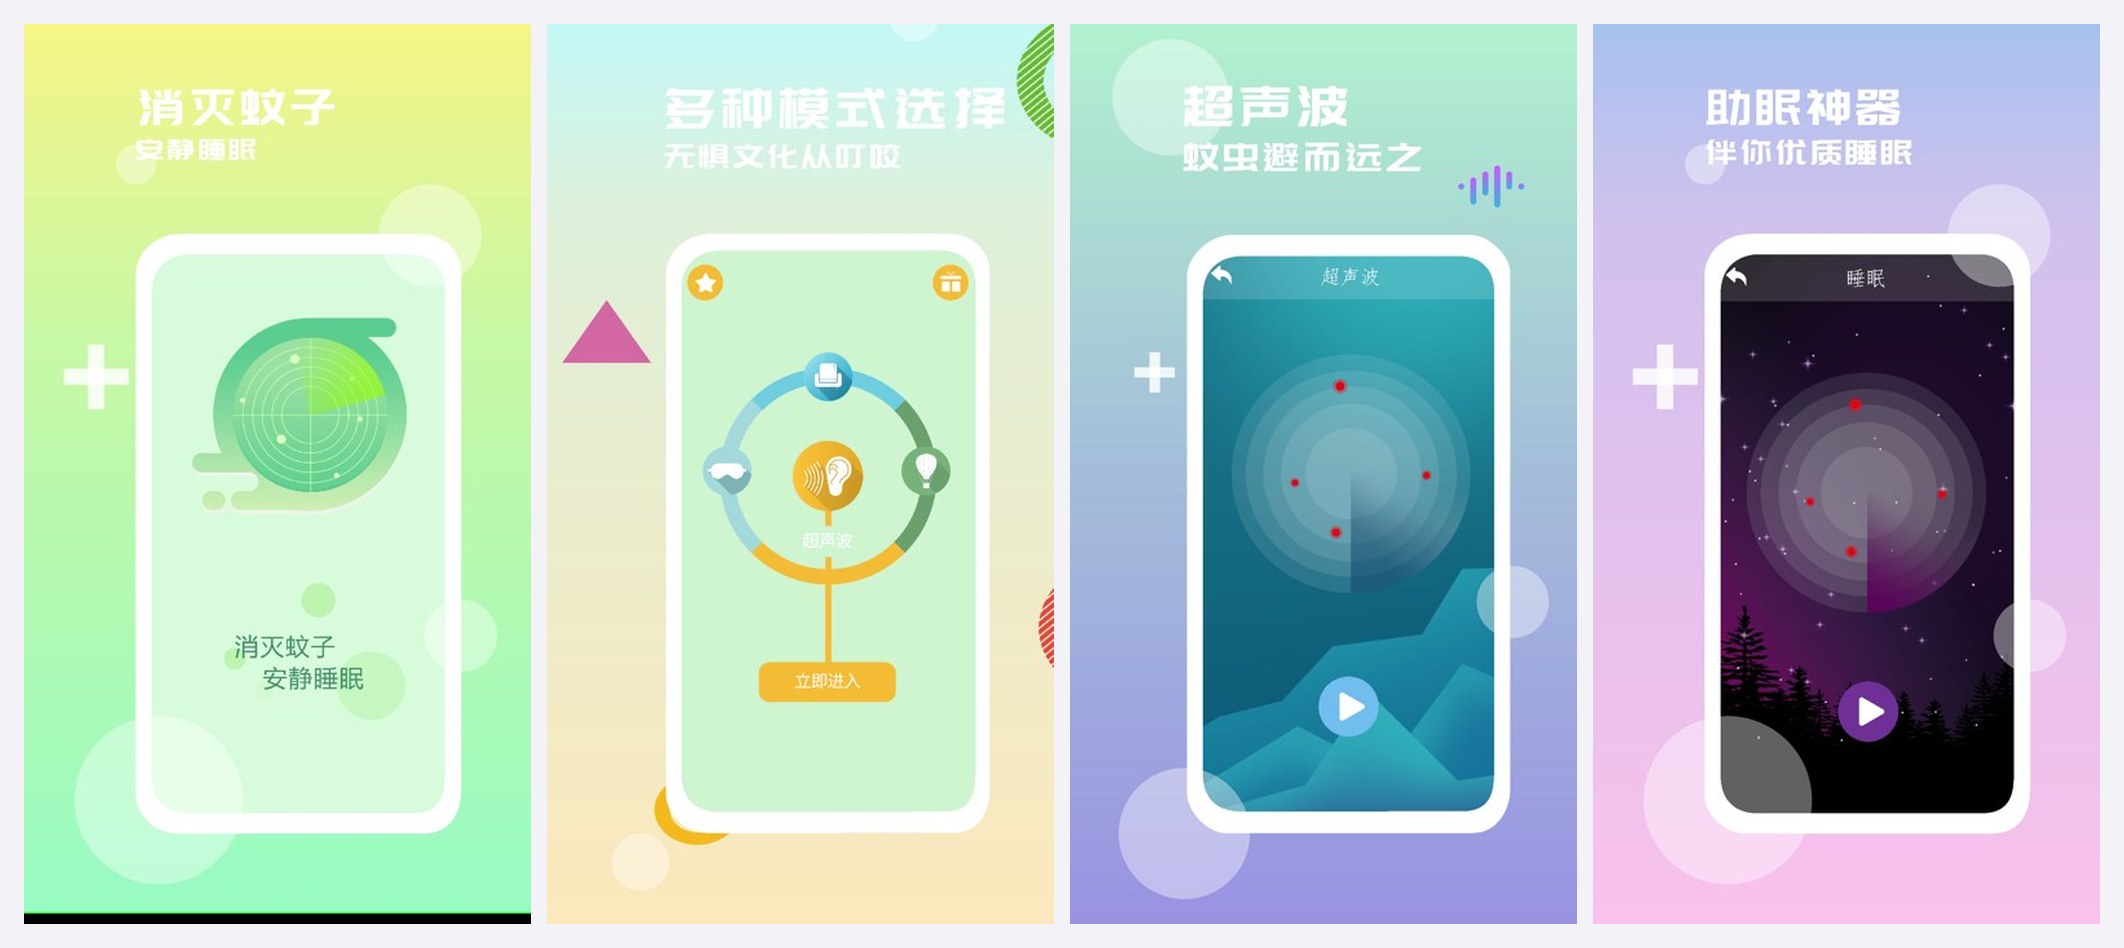 消灭蚊子
安静睡眠
消灭蚊子
安静睡眠
多种模式选择
无惧文化从叮咬
超声波
立即进入
超声波
蚊虫避而远之
超声波
助眠神器
伴你优质睡眠
睡眠